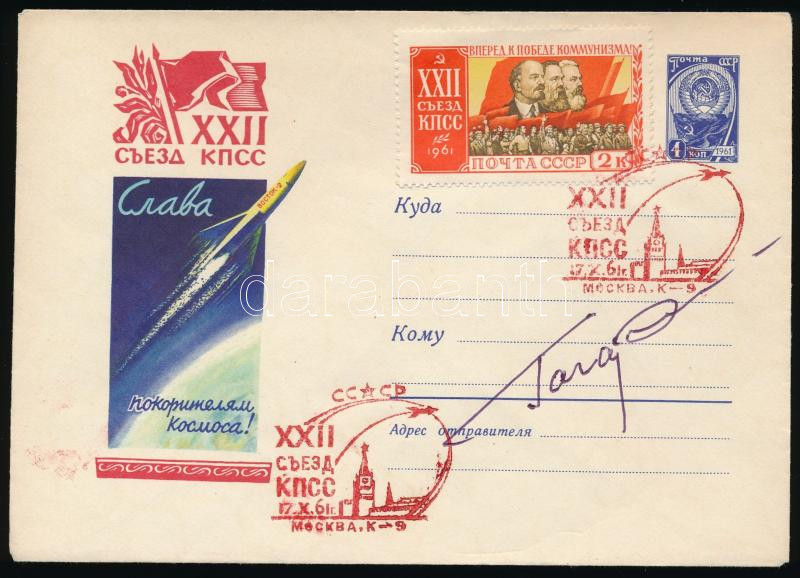 XXII
СЪЕЗД КПСС
Слава
ВОСТОК-2
покорителям
космоса!
ВПЕРЕД, К ПОБЕДЕ КОММУНИЗМА!
XXII
СЪЕЗД
КПСС
1961
ПОЧТА СССР 2 К
Почта СССР
4 коп. 1961
Куда
XXII
СЪЕЗД
КПСС
17.X.61г.
МОСКВА, К—9
darabanth
Кому
Гагар
Адрес отправителя
СССР
XXII
СЪЕЗД
КПСС
17.X.61г.
МОСКВА, К—9